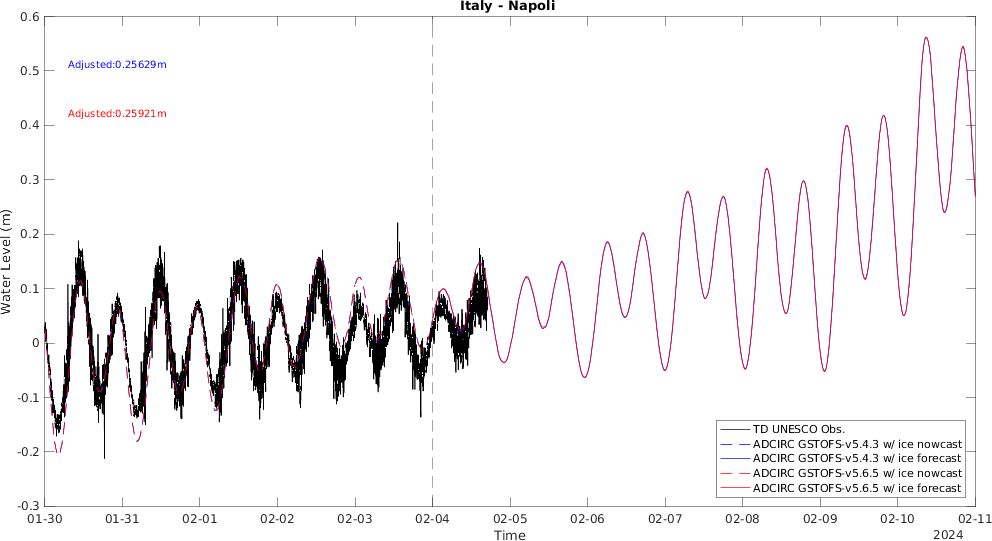 Italy - Napoli
0.6
0.5
0.4
0.3
0.2
0.1
0
-0.1
-0.2
-0.3
Water Level (m)
Adjusted:0.25629m
Adjusted:0.25921m
TD UNESCO Obs.
ADCIRC GSTOFS-v5.4.3 w/ ice nowcast
ADCIRC GSTOFS-v5.4.3 w/ ice forecast
ADCIRC GSTOFS-v5.6.5 w/ ice nowcast
ADCIRC GSTOFS-v5.6.5 w/ ice forecast
01-30 01-31 02-01 02-02 02-03 02-04 02-05 02-06 02-07 02-08 02-09 02-10 02-11
Time
2024